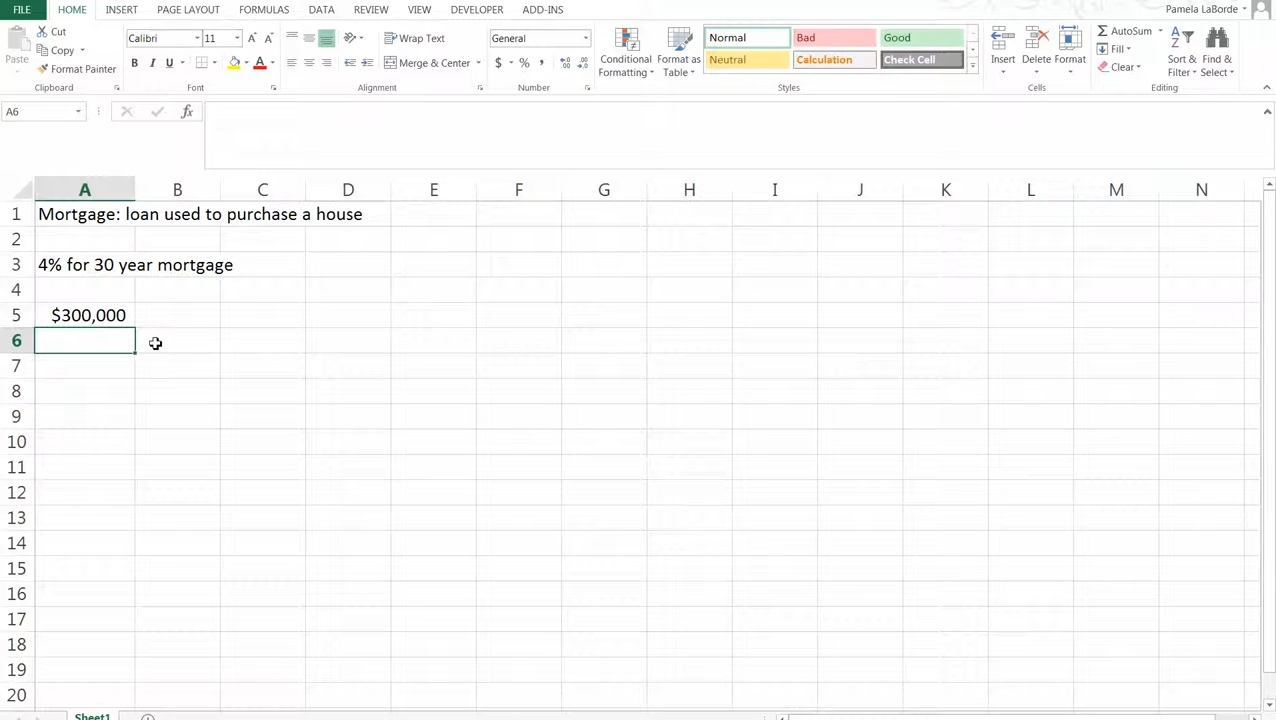 FILE HOME INSERT PAGE LAYOUT FORMULAS DATA REVIEW VIEW DEVELOPER ADD-INS Pamela LaBorde
Paste Cut Copy Format Painter Clipboard
Calibri 11 B I U A A Font
Wrap Text Merge & Center Alignment
General $ % , Number
Conditional Formatting Format as Table
Normal Bad Good
Neutral Calculation Check Cell
Styles
Insert Delete Format Cells
AutoSum Fill Clear Sort & Filter Find & Select Editing
A6 fx
A B C D E F G H I J K L M N
1 Mortgage: loan used to purchase a house
2
3 4% for 30 year mortgage
4
5 $300,000
6
7
8
9
10
11
12
13
14
15
16
17
18
19
20
Sheet1